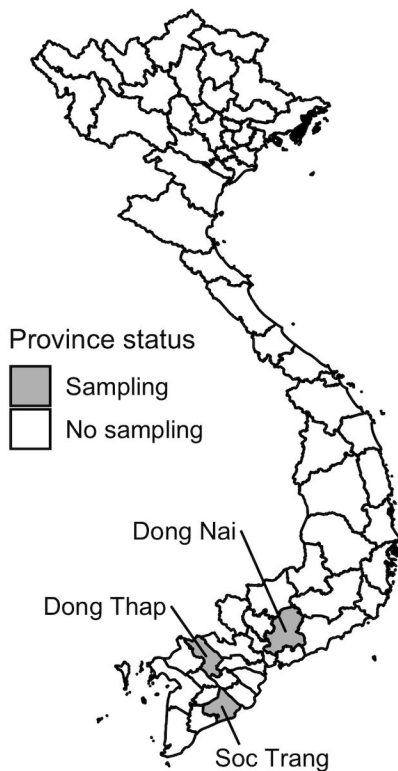 Province status
Sampling
No sampling
Dong Nai
Dong Thap
Soc Trang